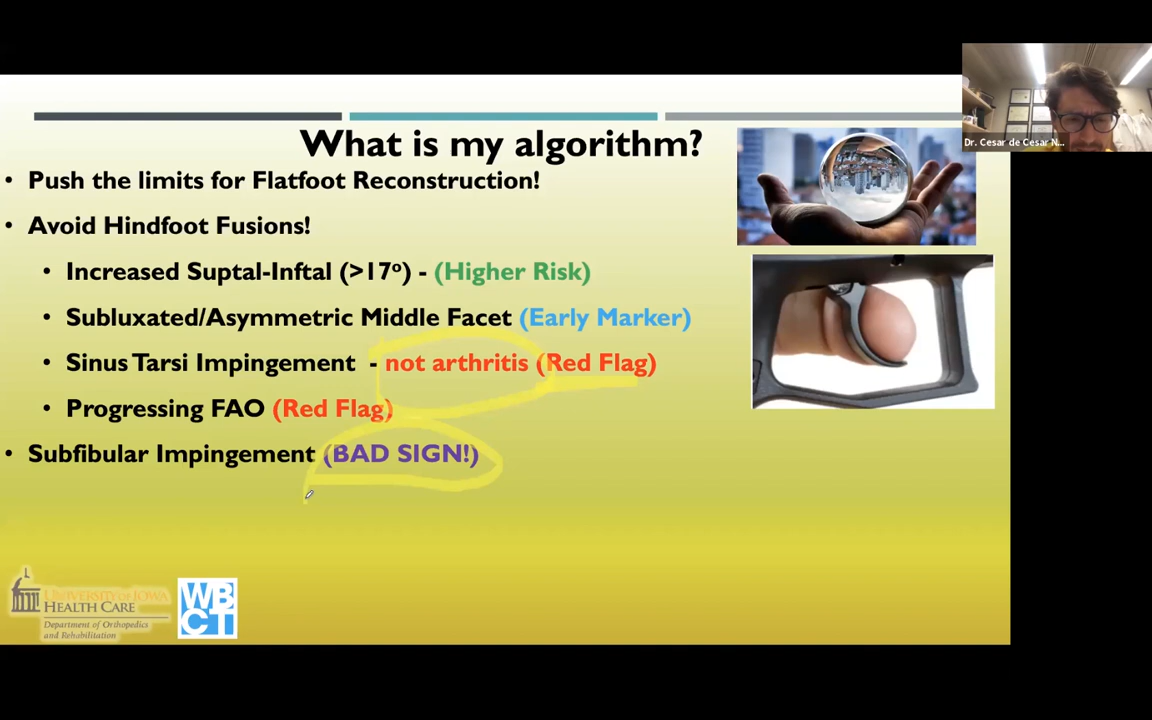 Dr. Cesar de Cesar N...
What is my algorithm?
• Push the limits for Flatfoot Reconstruction!
• Avoid Hindfoot Fusions!
• Increased Suptal-Inftal (>17º) - (Higher Risk)
• Subluxated/Asymmetric Middle Facet (Early Marker)
• Sinus Tarsi Impingement - not arthritis (Red Flag)
• Progressing FAO (Red Flag)
• Subfibular Impingement (BAD SIGN!)
UNIVERSITY OF IOWA
HEALTH CARE
Department of Orthopedics
and Rehabilitation
WB
CT